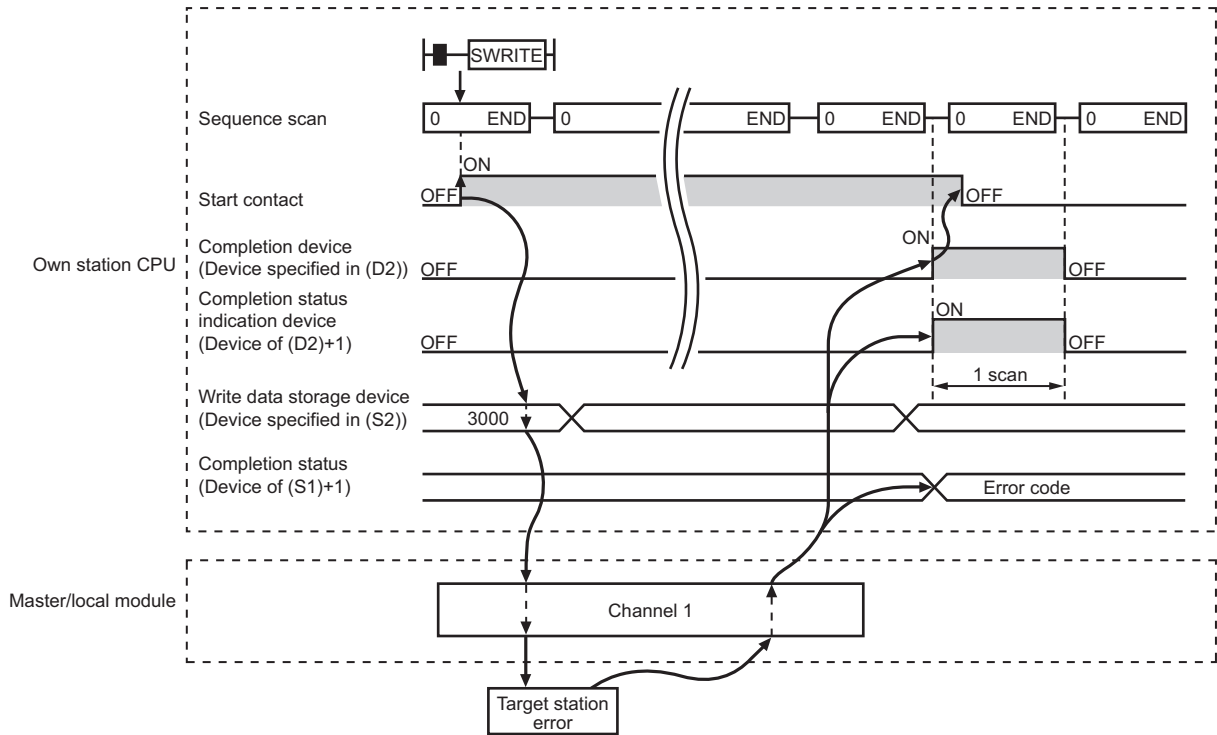 SWRITE
Sequence scan
0 END 0 END 0 END 0 END 0 END
ON
Start contact
OFF
OFF
Own station CPU
Completion device
(Device specified in (D2))
OFF
ON
OFF
Completion status
indication device
(Device of (D2)+1)
OFF
ON
OFF
1 scan
Write data storage device
(Device specified in (S2))
3000
Completion status
(Device of (S1)+1)
Error code
Master/local module
Channel 1
Target station
error